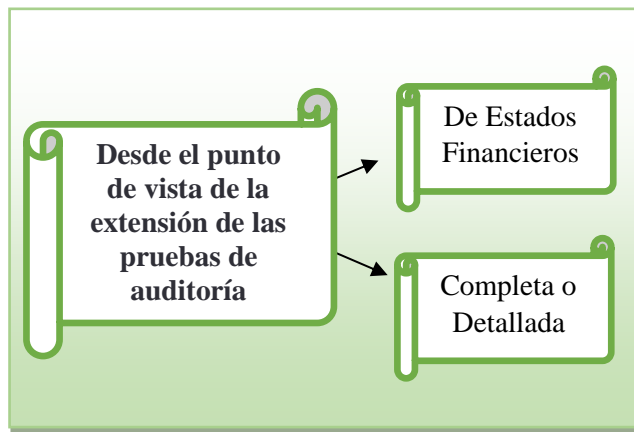 Desde el punto
de vista de la
extensión de las
pruebas de
auditoría
De Estados
Financieros
Completa o
Detallada